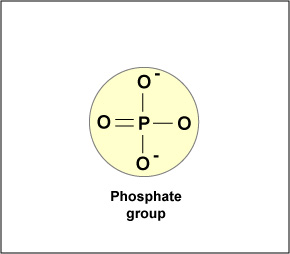 O-
O=P-O
O-
Phosphate
group